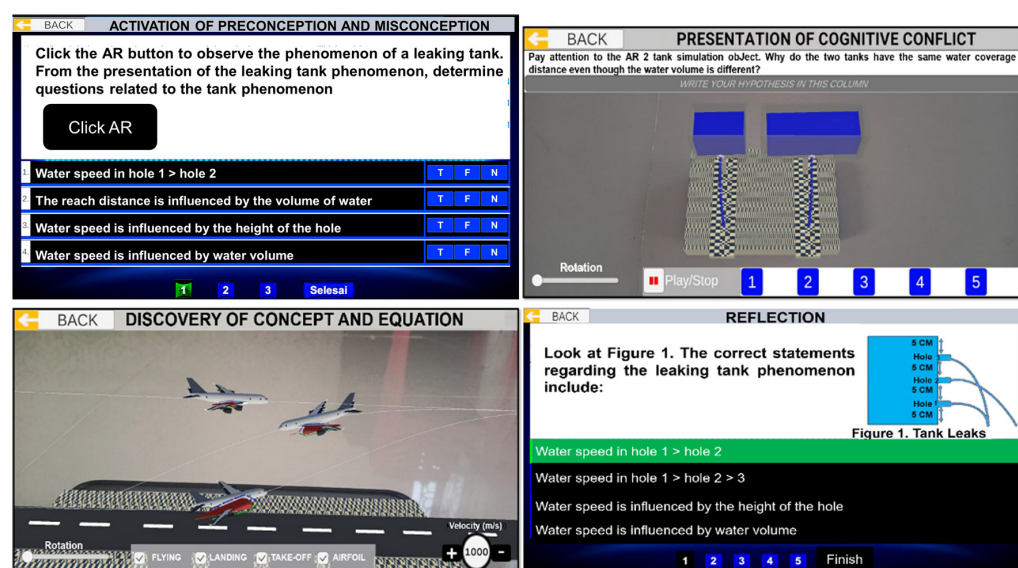 BACK
ACTIVATION OF PRECONCEPTION AND MISCONCEPTION
Click the AR button to observe the phenomenon of a leaking tank.
From the presentation of the leaking tank phenomenon, determine
questions related to the tank phenomenon
Click AR
1. Water speed in hole 1 > hole 2 T F N
2. The reach distance is influenced by the volume of water T F N
3. Water speed is influenced by the height of the hole T F N
4. Water speed is influenced by water volume T F N
1 2 3 Selesai
BACK
PRESENTATION OF COGNITIVE CONFLICT
Pay attention to the AR 2 tank simulation obJect. Why do the two tanks have the same water coverage
distance even though the water volume is different?
WRITE YOUR HYPOTHESIS IN THIS COLUMN
Rotation
Play/Stop 1 2 3 4 5
BACK
DISCOVERY OF CONCEPT AND EQUATION
Velocity (m/s)
Rotation
FLYING LANDING TAKE-OFF AIRFOIL
+ 1000 -
BACK
REFLECTION
Look at Figure 1. The correct statements
regarding the leaking tank phenomenon
include:
5 CM
Hole
5 CM
Hole
5 CM
Hole
5 CM
Figure 1. Tank Leaks
Water speed in hole 1 > hole 2
Water speed in hole 1 > hole 2 > 3
Water speed is influenced by the height of the hole
Water speed is influenced by water volume
1 2 3 4 5 Finish